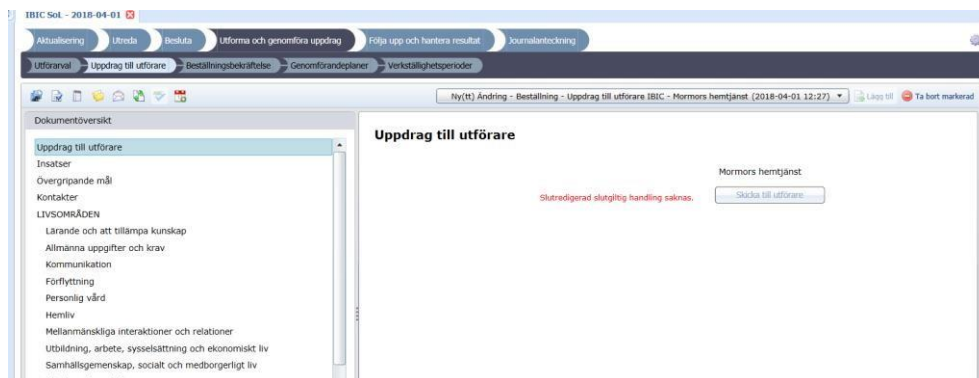 IBIC SoL - 2018-04-01
Aktualisering Utreda Besluta Utforma och genomföra uppdrag Följa upp och hantera resultat Journalanteckning
Utförarval Uppdrag till utförare Beställningsbekräftelse Genomförandeplaner Verkställighetsperioder
Ny(tt) Ändring - Beställning - Uppdrag till utförare IBIC - Mormors hemtjänst (2018-04-01 12:27) Lägg till Ta bort markerad
Dokumentöversikt
Uppdrag till utförare
Insatser
Övergripande mål
Kontakter
LIVSOMRÅDEN
Lärande och att tillämpa kunskap
Allmänna uppgifter och krav
Kommunikation
Förflyttning
Personlig vård
Hemliv
Mellanmänskliga interaktioner och relationer
Utbildning, arbete, sysselsättning och ekonomiskt liv
Samhällsgemenskap, socialt och medborgerligt liv
Uppdrag till utförare
Mormors hemtjänst
Slutredigerad slutgiltig handling saknas. Skicka till utförare